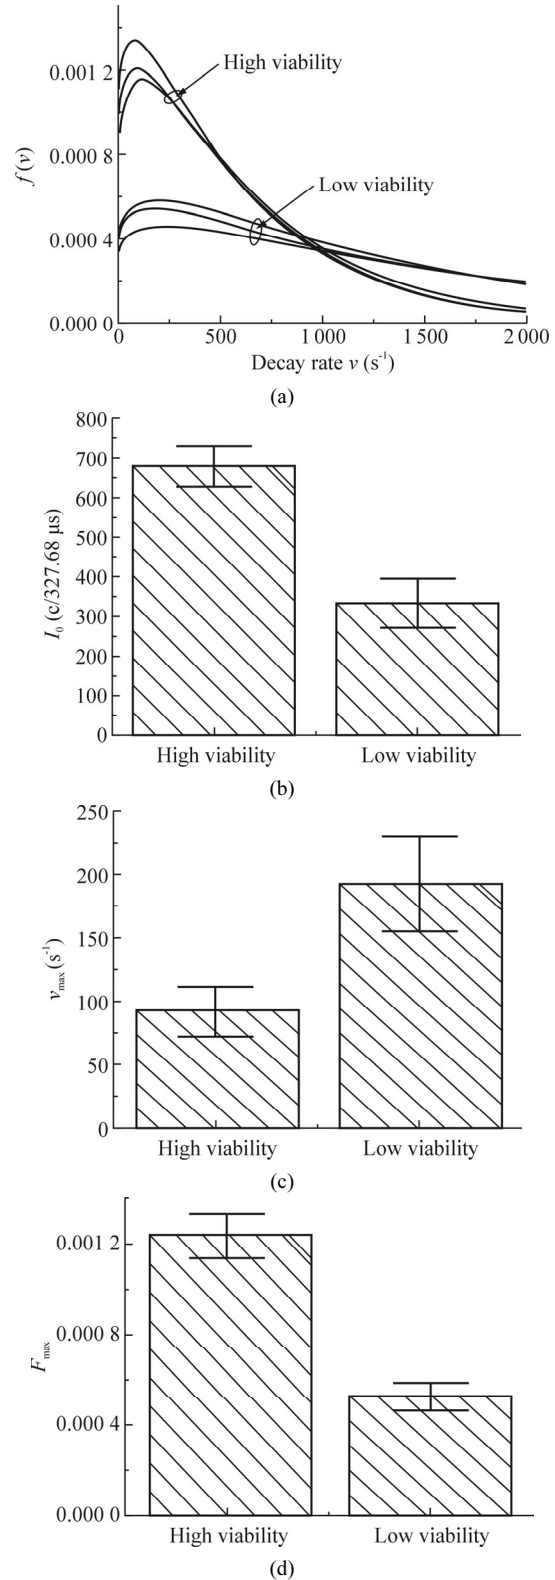 f (v)
0.001 2
0.000 8
0.000 4
0.000 0
High viability
Low viability
0 500 1 000 1 500 2 000
Decay rate v (s-1)
(a)
I0 (c/327.68 μs)
800
700
600
500
400
300
200
100
0
High viability Low viability
(b)
vmax (s-1)
250
200
150
100
50
0
High viability Low viability
(c)
Fmax
0.001 2
0.000 8
0.000 4
0.000 0
High viability Low viability
(d)